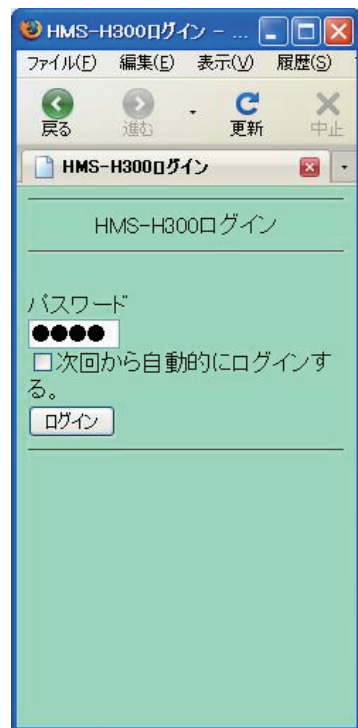 HMS-H300ログイン - ...
ファイル(F) 編集(E) 表示(V) 履歴(S)
戻る 進む 更新 中止
HMS-H300ログイン
HMS-H300ログイン
パスワード
●●●●
次回から自動的にログインす
る。
ログイン